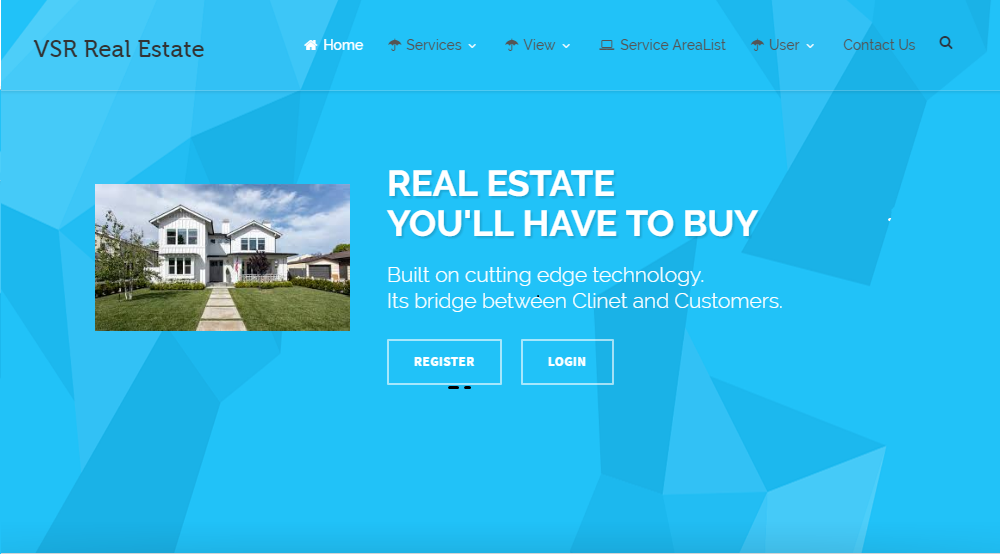 VSR Real Estate
Home Services View Service AreaList User Contact Us
REAL ESTATE
YOU'LL HAVE TO BUY
Built on cutting edge technology.
Its bridge between Clinet and Customers.
REGISTER LOGIN